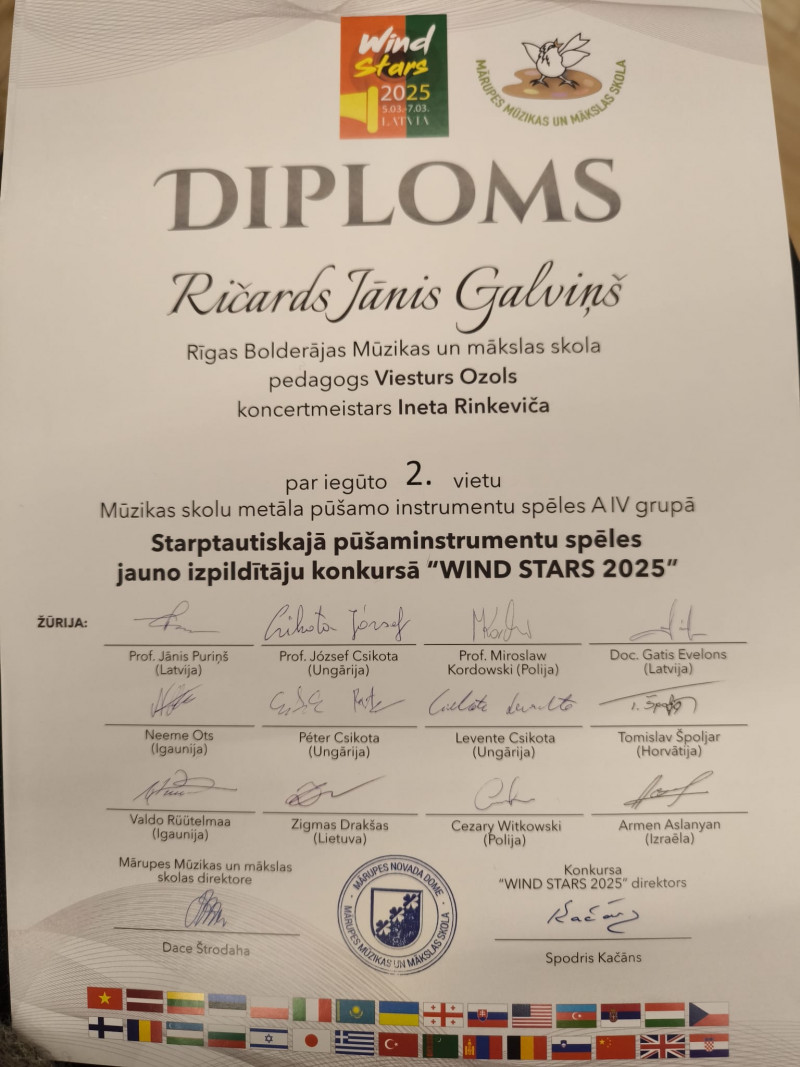 Wind
Stars
2025
5.03.-7.03.
LATVIA
MĀRUPES MŪZIKAS UN MĀKSLAS SKOLA
DIPLOMS
Ričards Jānis Galviņš
Rīgas Bolderājas Mūzikas un mākslas skola
pedagogs Viesturs Ozols
koncertmeistars Ineta Rinkeviča
par iegūto 2. vietu
Mūzikas skolu metāla pūšamo instrumentu spēles A IV grupā
Starptautiskajā pūšaminstrumentu spēles
jauno izpildītāju konkursā “WIND STARS 2025”
ŽŪRIJA:
Csikota József
Prof. Jānis Puriņš
(Latvija)
Prof. József Csikota
(Ungārija)
Prof. Miroslaw
Kordowski (Polija)
Doc. Gatis Evelons
(Latvija)
Neeme Ots
(Igaunija)
Péter Csikota
(Ungārija)
Levente Csikota
(Ungārija)
Tomislav Špoljar
(Horvātija)
Valdo Rüütelmaa
(Igaunija)
Zigmas Drakšas
(Lietuva)
Cezary Witkowski
(Polija)
Armen Aslanyan
(Izraēla)
Mārupes Mūzikas un mākslas
skolas direktore
Dace Štrodaha
MĀRUPES NOVADA DOME
MĀRUPES MŪZIKAS UN MĀKSLAS SKOLA
Konkursa
“WIND STARS 2025” direktors
Kačāns
Spodris Kačāns